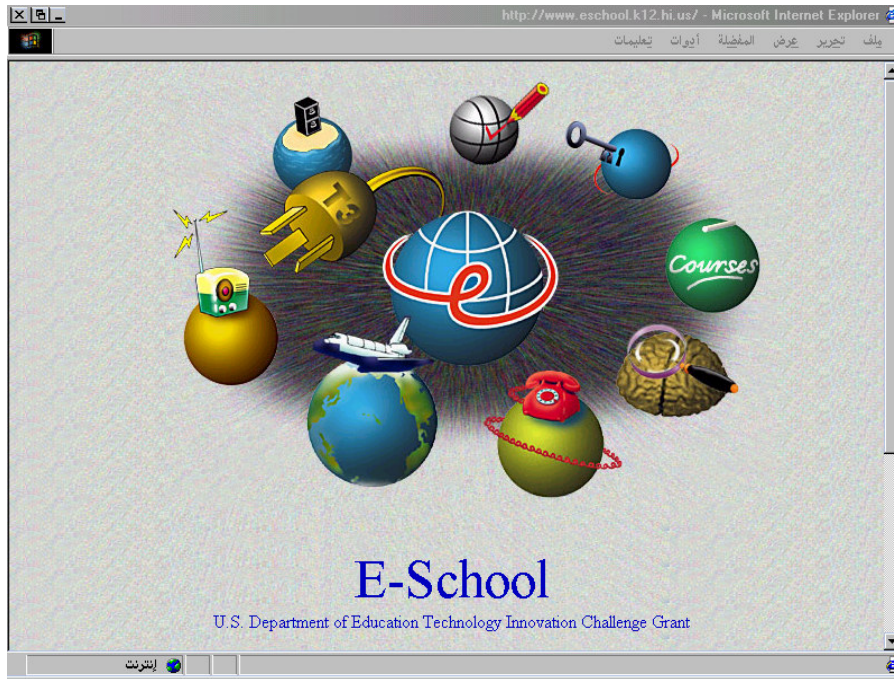 http://www.eschool.k12.hi.us/ - Microsoft Internet Explorer
ملف تحرير عرض المفضلة أدوات تعليمات
T3
Courses
e
E-School
U.S. Department of Education Technology Innovation Challenge Grant
إنترنت